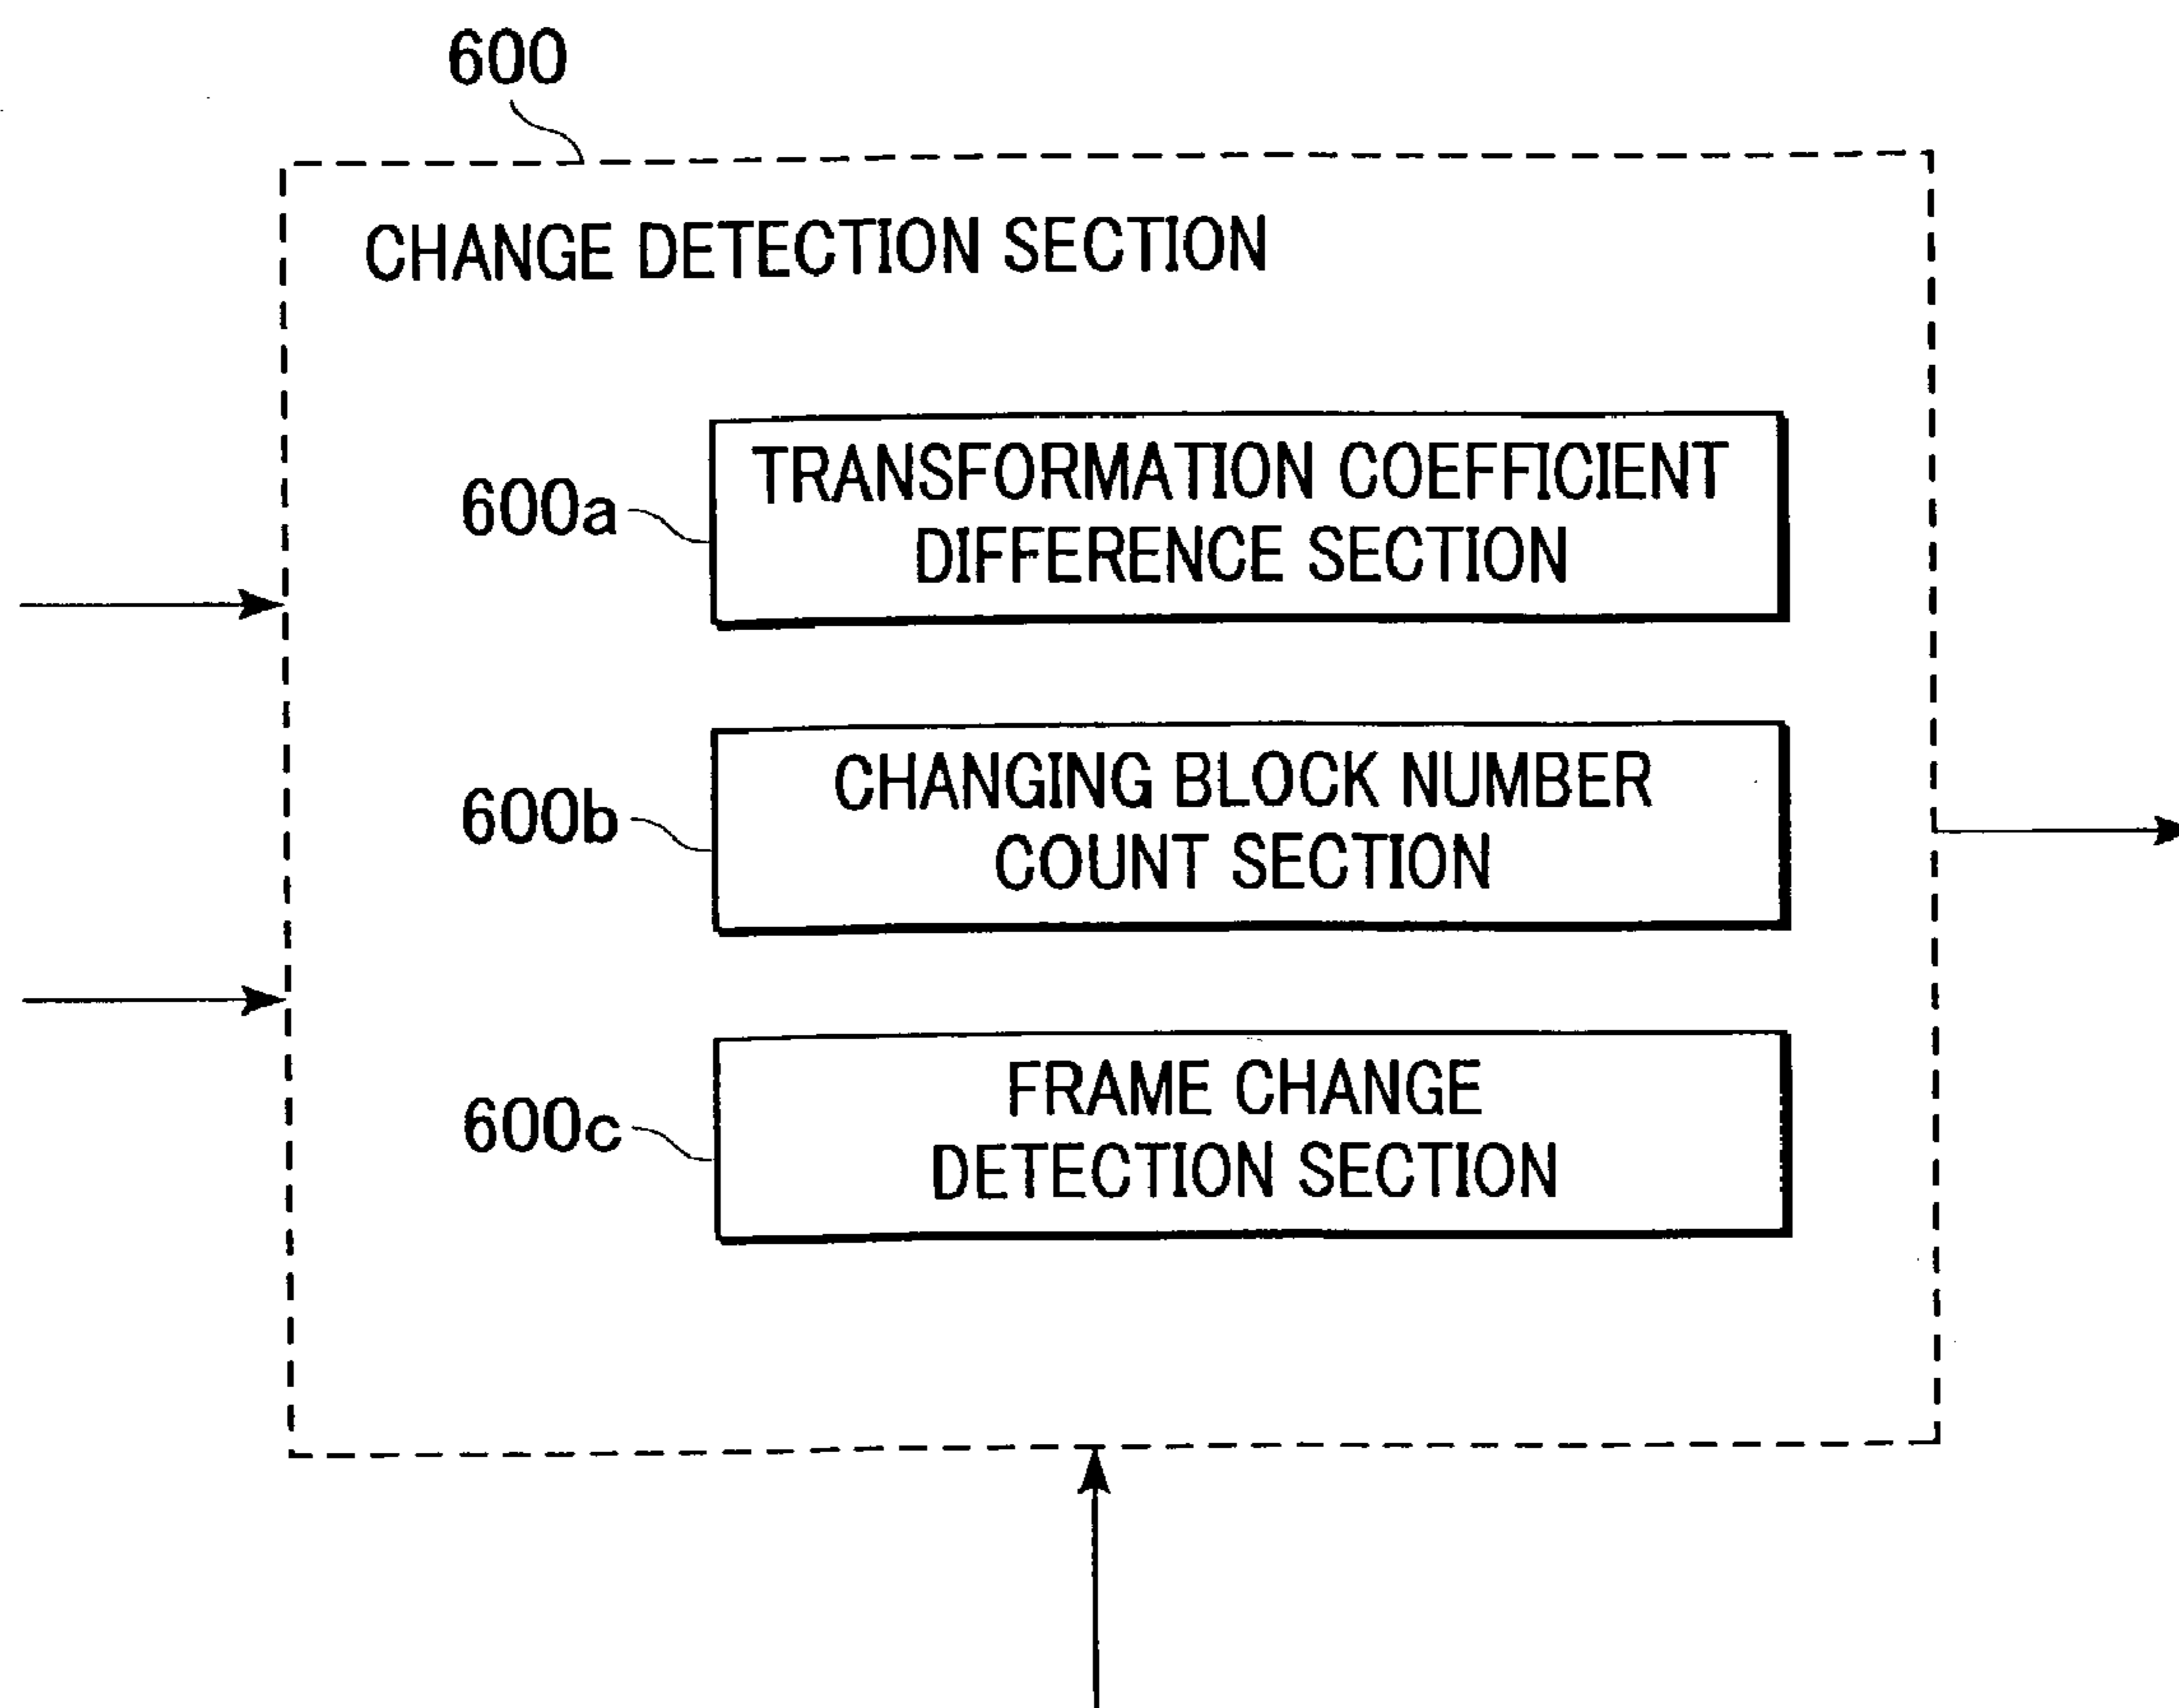 600
CHANGE DETECTION SECTION
600a
TRANSFORMATION COEFFICIENT
DIFFERENCE SECTION
600b
CHANGING BLOCK NUMBER
COUNT SECTION
600c
FRAME CHANGE
DETECTION SECTION